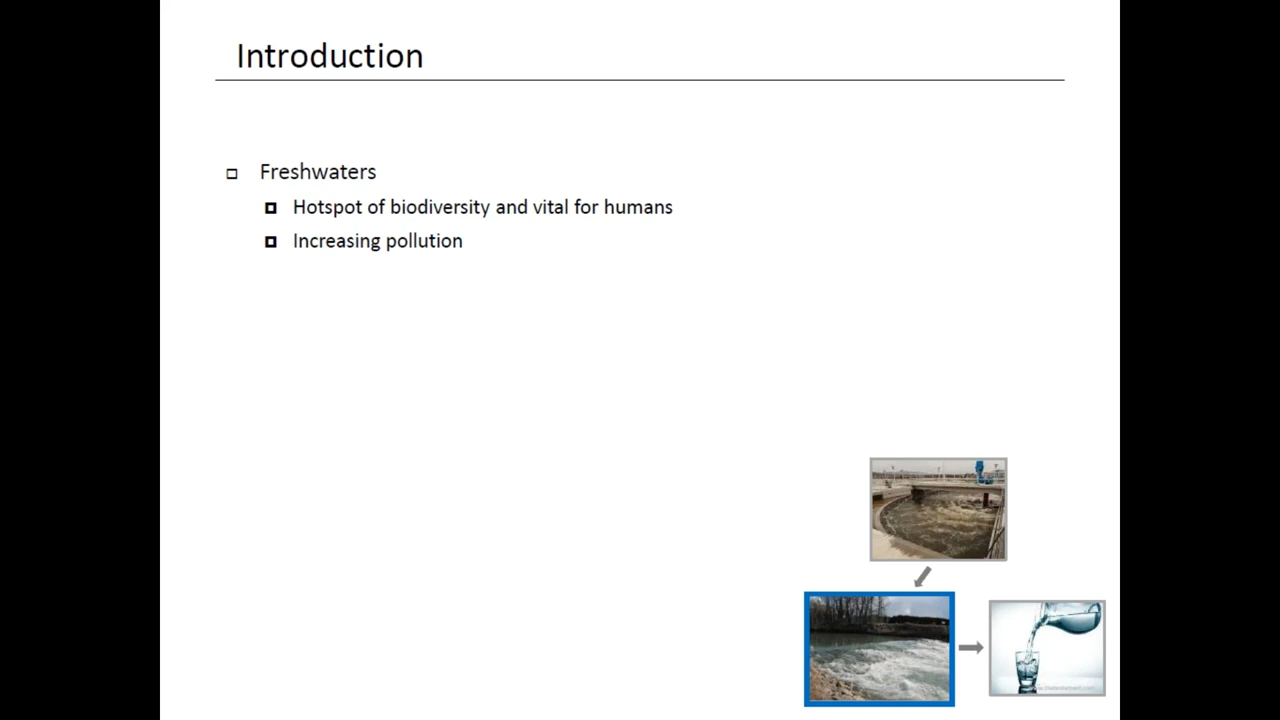 Introduction
Freshwaters
Hotspot of biodiversity and vital for humans
Increasing pollution